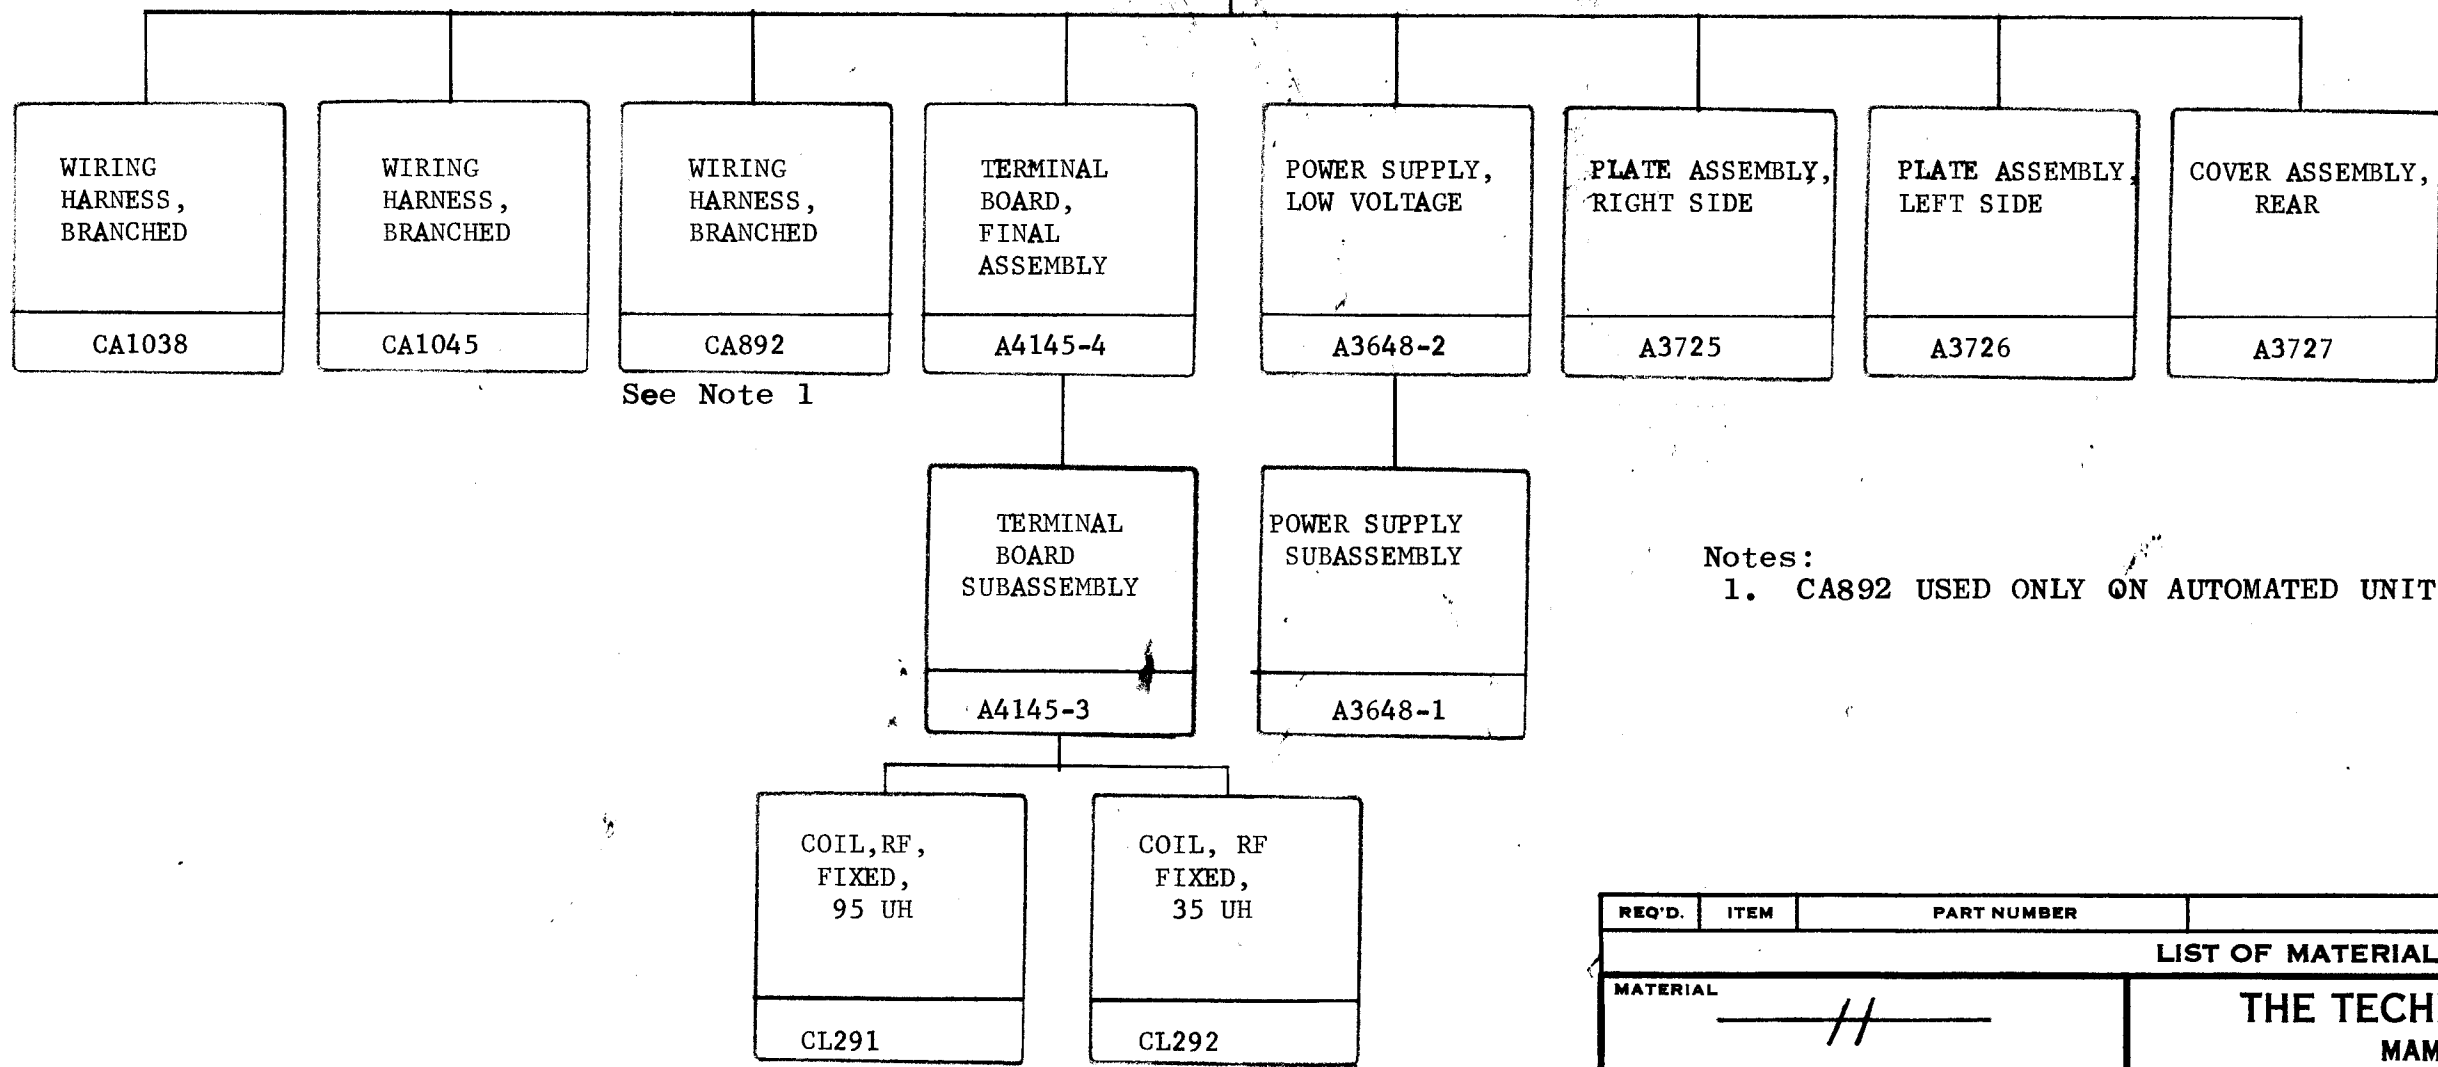 WIRING
HARNESS,
BRANCHED
CA1038
WIRING
HARNESS,
BRANCHED
CA1045
WIRING
HARNESS,
BRANCHED
CA892
See Note 1
TERMINAL
BOARD,
FINAL
ASSEMBLY
A4145-4
POWER SUPPLY,
LOW VOLTAGE
A3648-2
PLATE ASSEMBLY,
RIGHT SIDE
A3725
PLATE ASSEMBLY,
LEFT SIDE
A3726
COVER ASSEMBLY,
REAR
A3727
TERMINAL
BOARD
SUBASSEMBLY
A4145-3
POWER SUPPLY
SUBASSEMBLY
A3648-1
Notes:
1. CA892 USED ONLY ON AUTOMATED UNIT
COIL,RF,
FIXED,
95 UH
CL291
COIL, RF
FIXED,
35 UH
CL292
REQ'D. ITEM PART NUMBER
LIST OF MATERIAL
MATERIAL
THE TECH
MAM